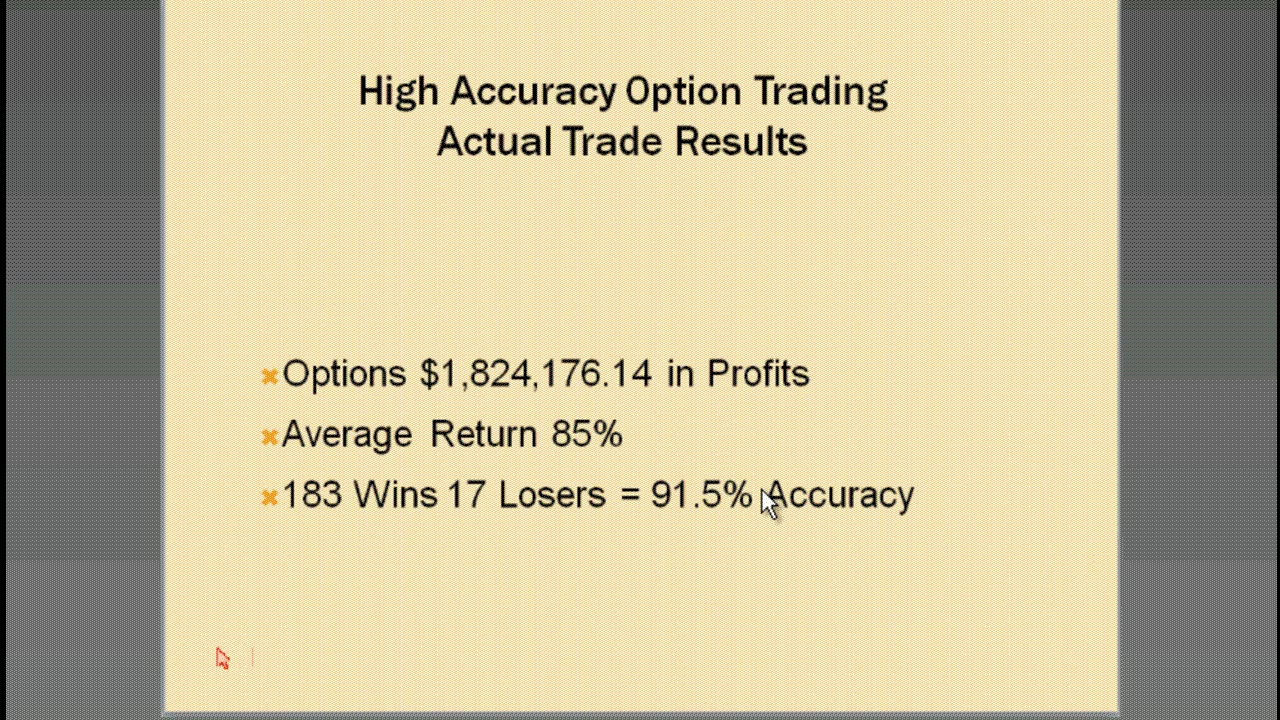 High Accuracy Option Trading
Actual Trade Results
Options $1,824,176.14 in Profits
Average Return 85%
183 Wins 17 Losers = 91.5% Accuracy